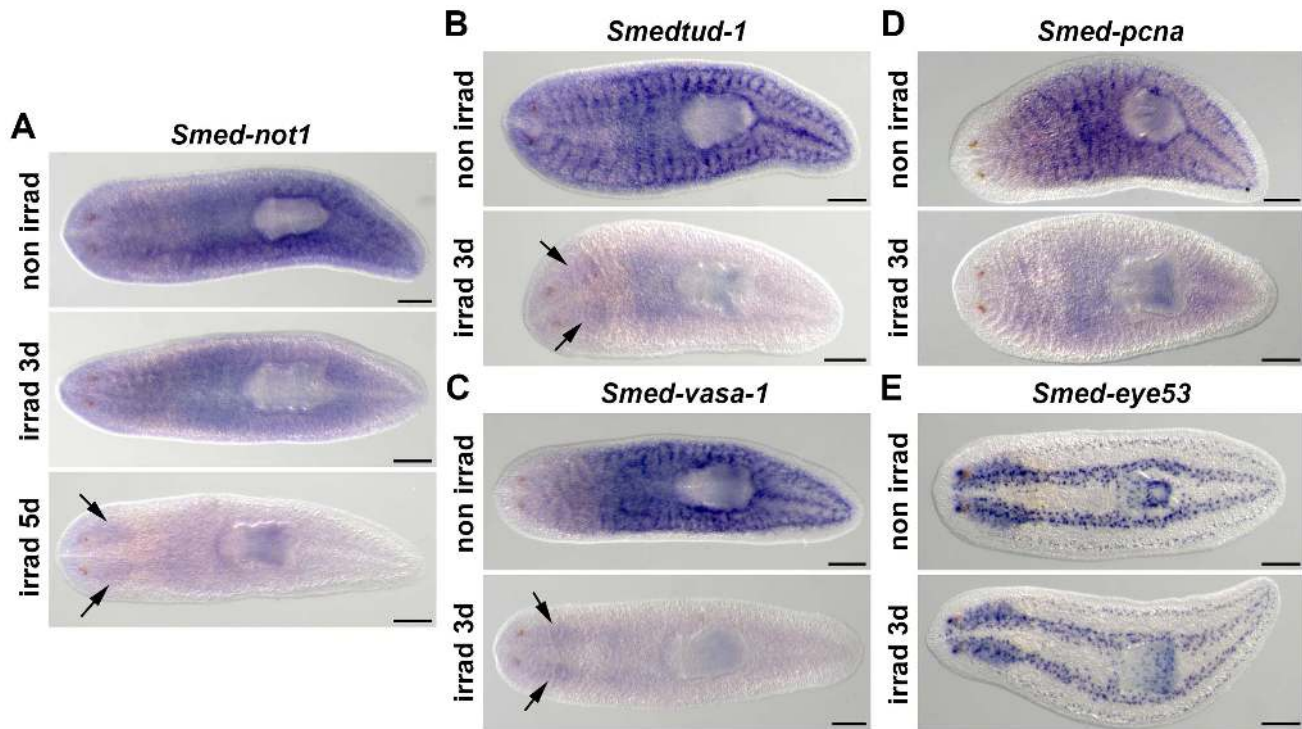 A
Smed-not1
non irrad
irrad 3d
irrad 5d
B
Smedtud-1
non irrad
irrad 3d
C
Smed-vasa-1
non irrad
irrad 3d
D
Smed-pcna
non irrad
irrad 3d
E
Smed-eye53
non irrad
irrad 3d